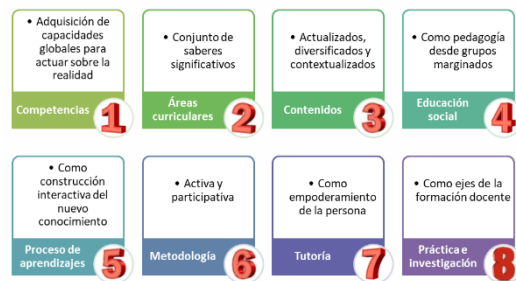 • Adquisición de
capacidades
globales para
actuar sobre la
realidad
Competencias
1
• Conjunto de
saberes
significativos
Áreas
curriculares
2
• Actualizados,
diversificados y
contextualizados
Contenidos
3
• Como pedagogía
desde grupos
marginados
Educación
social
4
• Como
construcción
interactiva del
nuevo
conocimiento
Proceso de
aprendizajes
5
• Activa y
participativa
Metodología
6
• Como
empoderamiento
de la persona
Tutoría
7
• Como ejes de la
formación docente
Práctica e
investigación
8